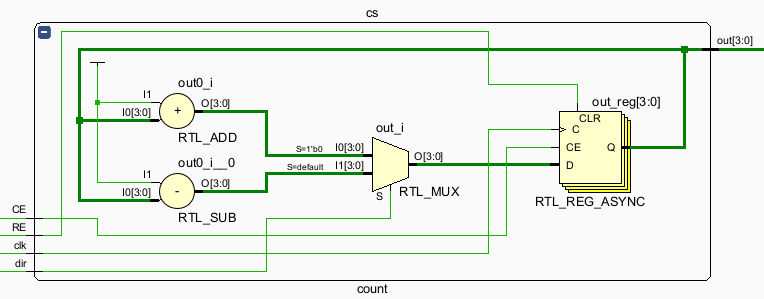 cs
out[3:0]
out0_i
out_reg[3:0]
I1
O[3:0]
I0[3:0]
+
CLR
RTL_ADD
out_i
C
S=1'b0
I0[3:0]
CE
Q
out0_i__0
O[3:0]
D
I1
S=default
I1[3:0]
O[3:0]
I0[3:0]
-
S
RTL_MUX
RTL_REG_ASYNC
CE
RTL_SUB
RE
clk
dir
count